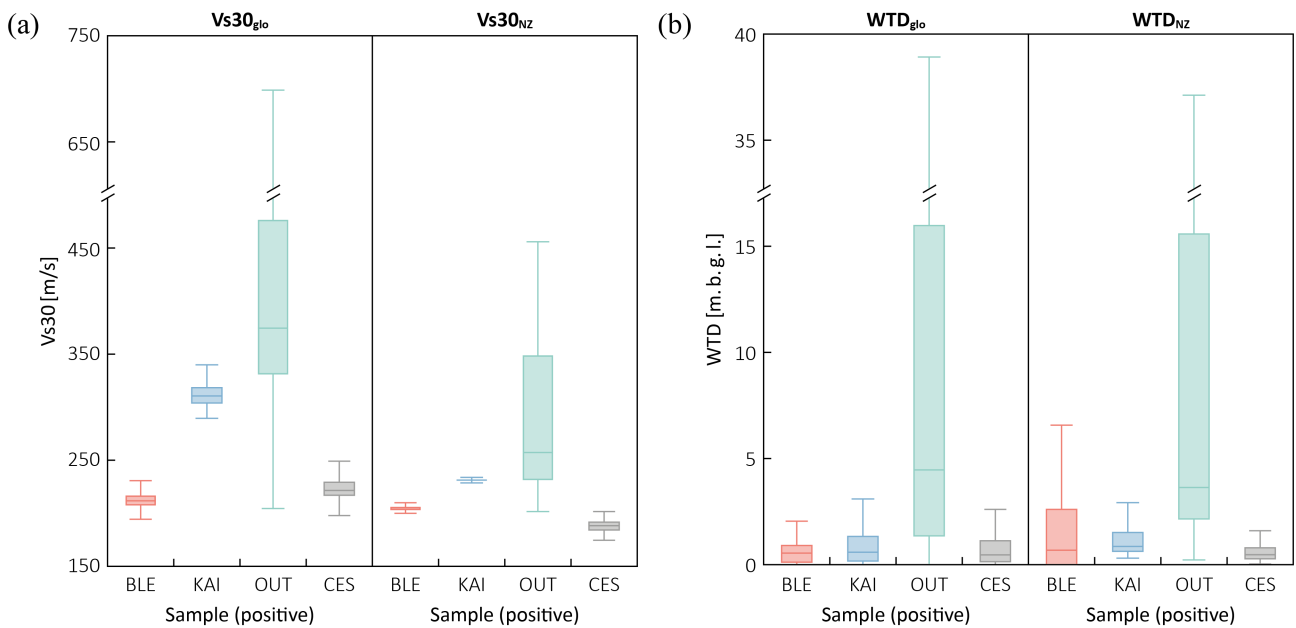 (a)
Vs30glo
Vs30NZ
750
650
450
350
250
150
Vs30 [m/s]
BLE KAI OUT CES BLE KAI OUT CES
Sample (positive) Sample (positive)
(b)
WTDglo
WTDNZ
40
35
15
10
5
0
WTD [m. b. g. l.]
BLE KAI OUT CES BLE KAI OUT CES
Sample (positive) Sample (positive)